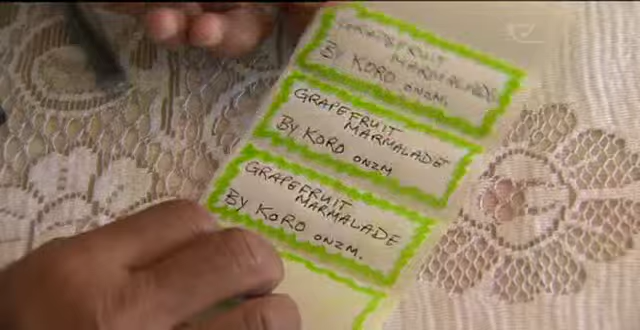 GRAPEFRUIT
MARMALADE
BY KORO ONZM.
GRAPEFRUIT
MARMALADE
BY KORO ONZM
GRAPEFRUIT
MARMALADE
BY KORO ONZM.